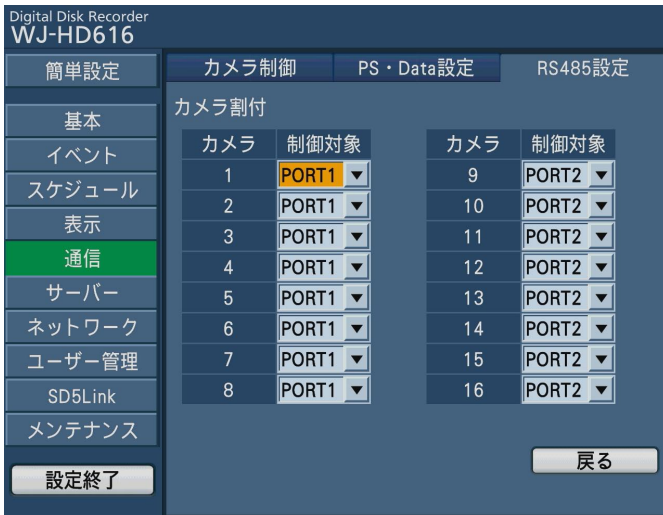 Digital Disk Recorder
WJ-HD616
簡単設定
基本
イベント
スケジュール
表示
通信
サーバー
ネットワーク
ユーザー管理
SD5Link
メンテナンス
設定終了
カメラ制御 PS・Data設定 RS485設定
カメラ割付
カメラ 制御対象 カメラ 制御対象
1 PORT1 9 PORT2
2 PORT1 10 PORT2
3 PORT1 11 PORT2
4 PORT1 12 PORT2
5 PORT1 13 PORT2
6 PORT1 14 PORT2
7 PORT1 15 PORT2
8 PORT1 16 PORT2
戻る